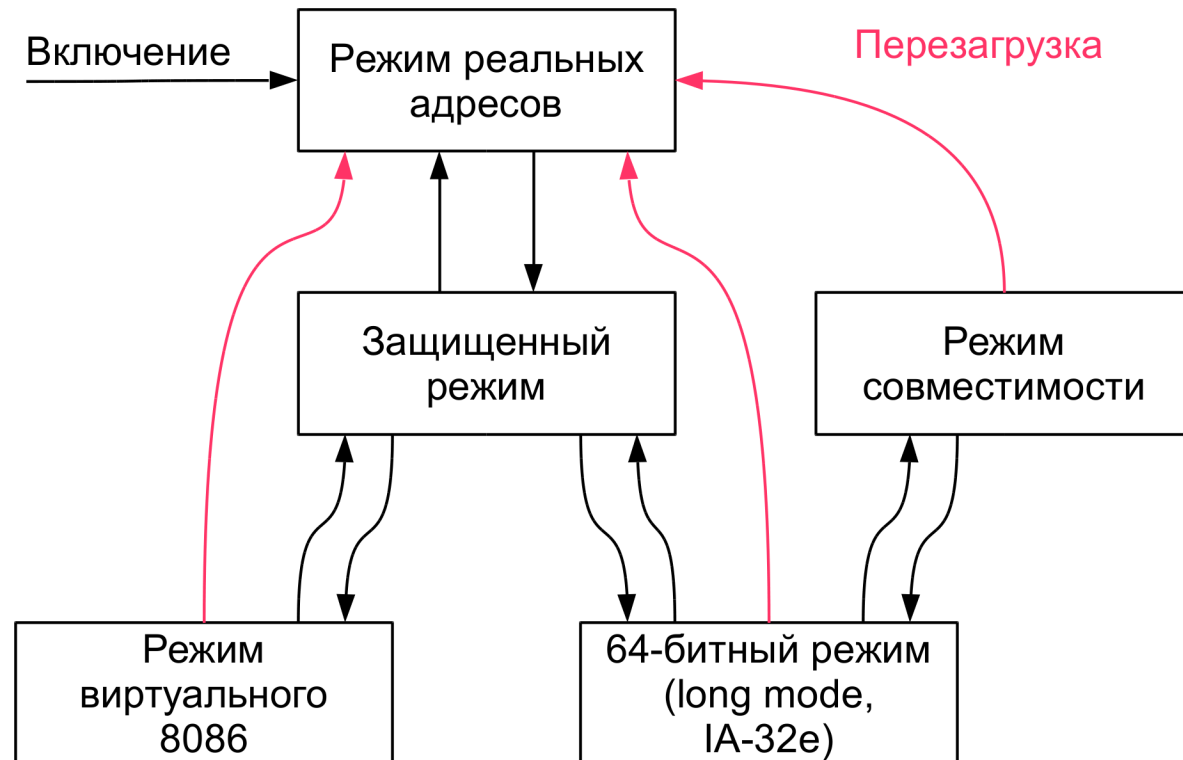 Включение
Режим реальных
адресов
Перезагрузка
Защищенный
режим
Режим
совместимости
Режим
виртуального
8086
64-битный режим
(long mode,
IA-32e)